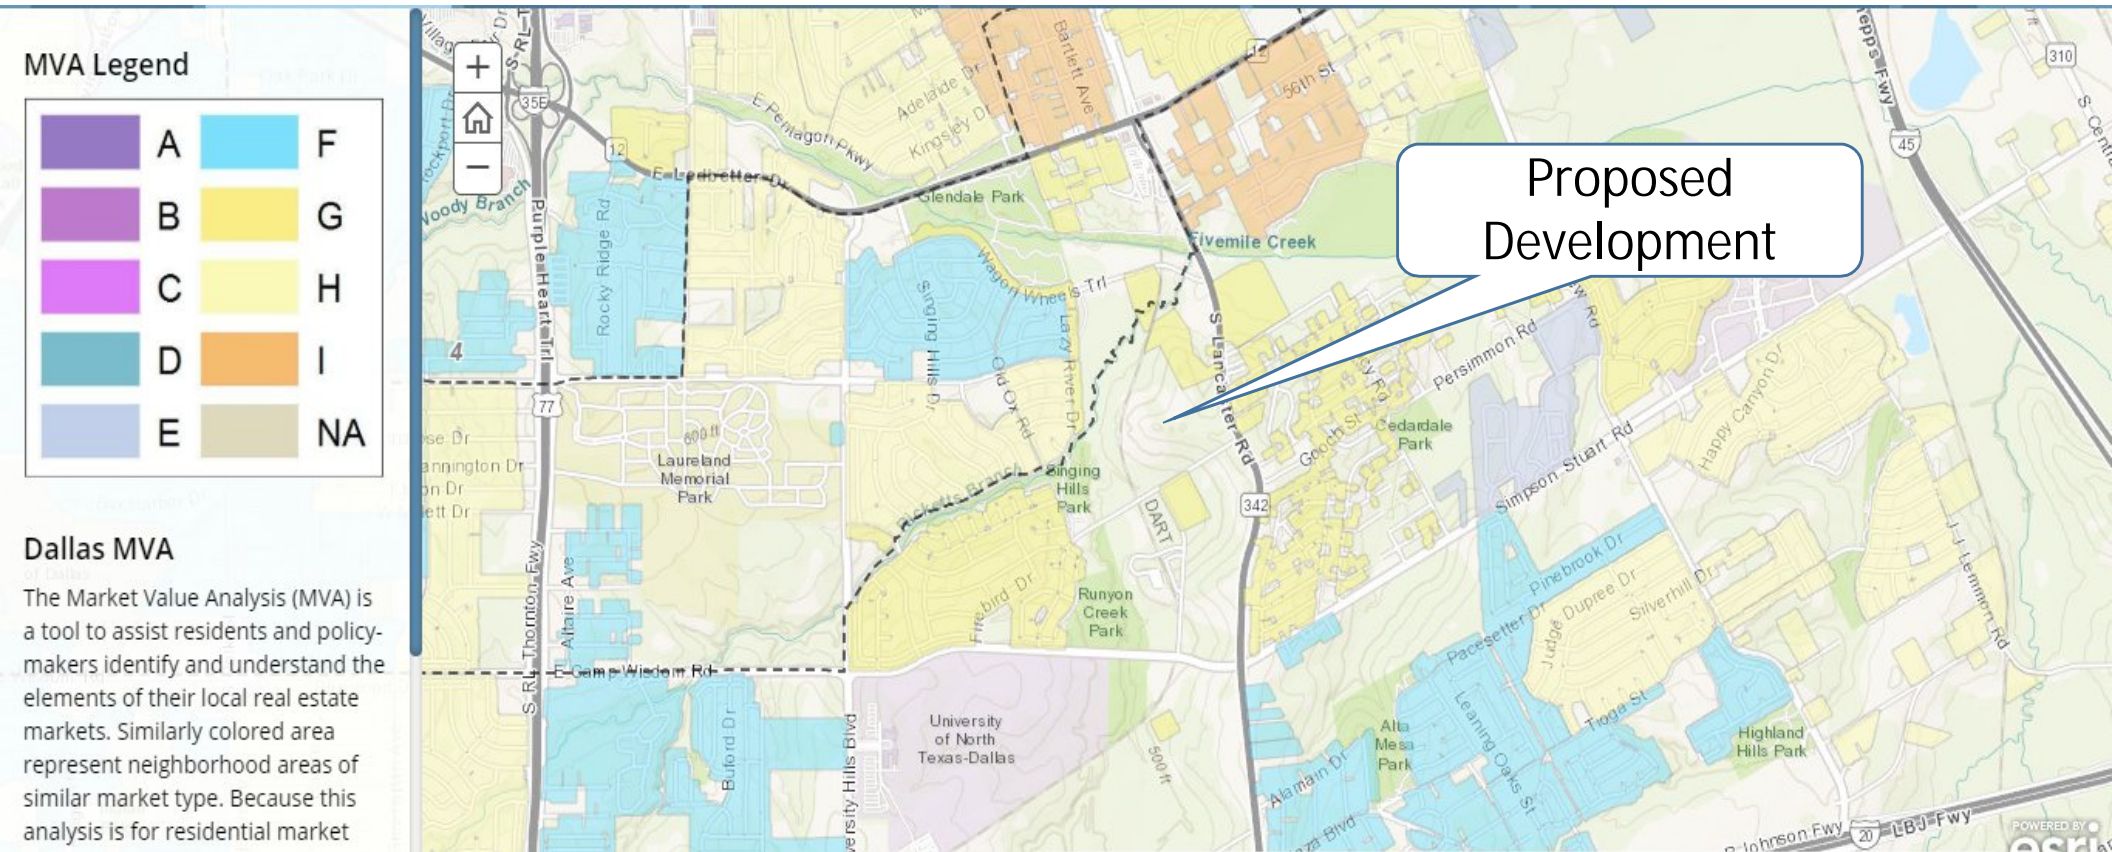 MVA Legend
A
F
B
G
C
H
D
I
E
NA
Dallas MVA
The Market Value Analysis (MVA) is
a tool to assist residents and policy-
makers identify and understand the
elements of their local real estate
markets. Similarly colored area
represent neighborhood areas of
similar market type. Because this
analysis is for residential market
+
−
Proposed
Development
35E
12
12
310
45
77
342
20
4
Woody Branch
Purple Heart Trl
Rocky Ridge Rd
E Ledbetter Dr
E Pentagon Pkwy
Adelaide Dr
Kingsley Dr
Bartlett Ave
56th St
Glendale Park
Fivemile Creek
Wagon Wheels Trl
Singing Hills Dr
Old Ox Rd
Lazy River Dr
S Lancaster Rd
Persimmon Rd
Gooch St
Cedardale
Park
Simpson Stuart Rd
Happy Canyon Dr
600 ft
Laureland
Memorial
Park
Ricketts Branch
Singing
Hills
Park
DART
Runyon
Creek
Park
Firebird Dr
S RL Thornton Fwy
Altaire Ave
E Camp Wisdom Rd
Buford Dr
University
of North
Texas-Dallas
500 ft
Pinebrook Dr
Pacesetter Dr
Judge Dupree Dr
Silverhill Dr
J J Lemmon Rd
Leaning Oaks St
Tioga St
Alta
Mesa
Park
Highland
Hills Park
Alamain Dr
LBJ Fwy
POWERED BY
esri